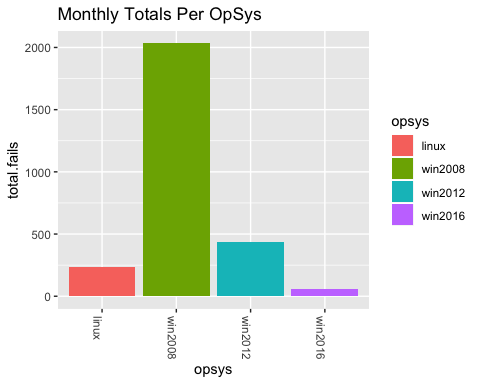 Monthly Totals Per OpSys
total.fails
2000
1500
1000
500
0
linux
win2008
win2012
win2016
opsys
opsys
linux
win2008
win2012
win2016